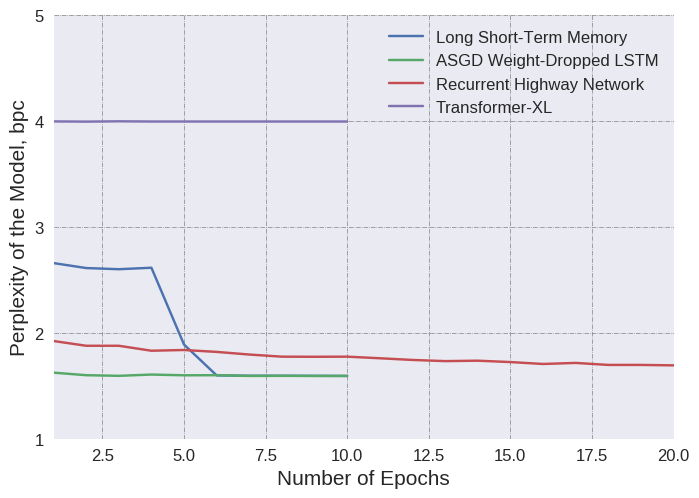 5
4
3
2
1
Perplexity of the Model, bpc
Long Short-Term Memory
ASGD Weight-Dropped LSTM
Recurrent Highway Network
Transformer-XL
2.5 5.0 7.5 10.0 12.5 15.0 17.5 20.0
Number of Epochs